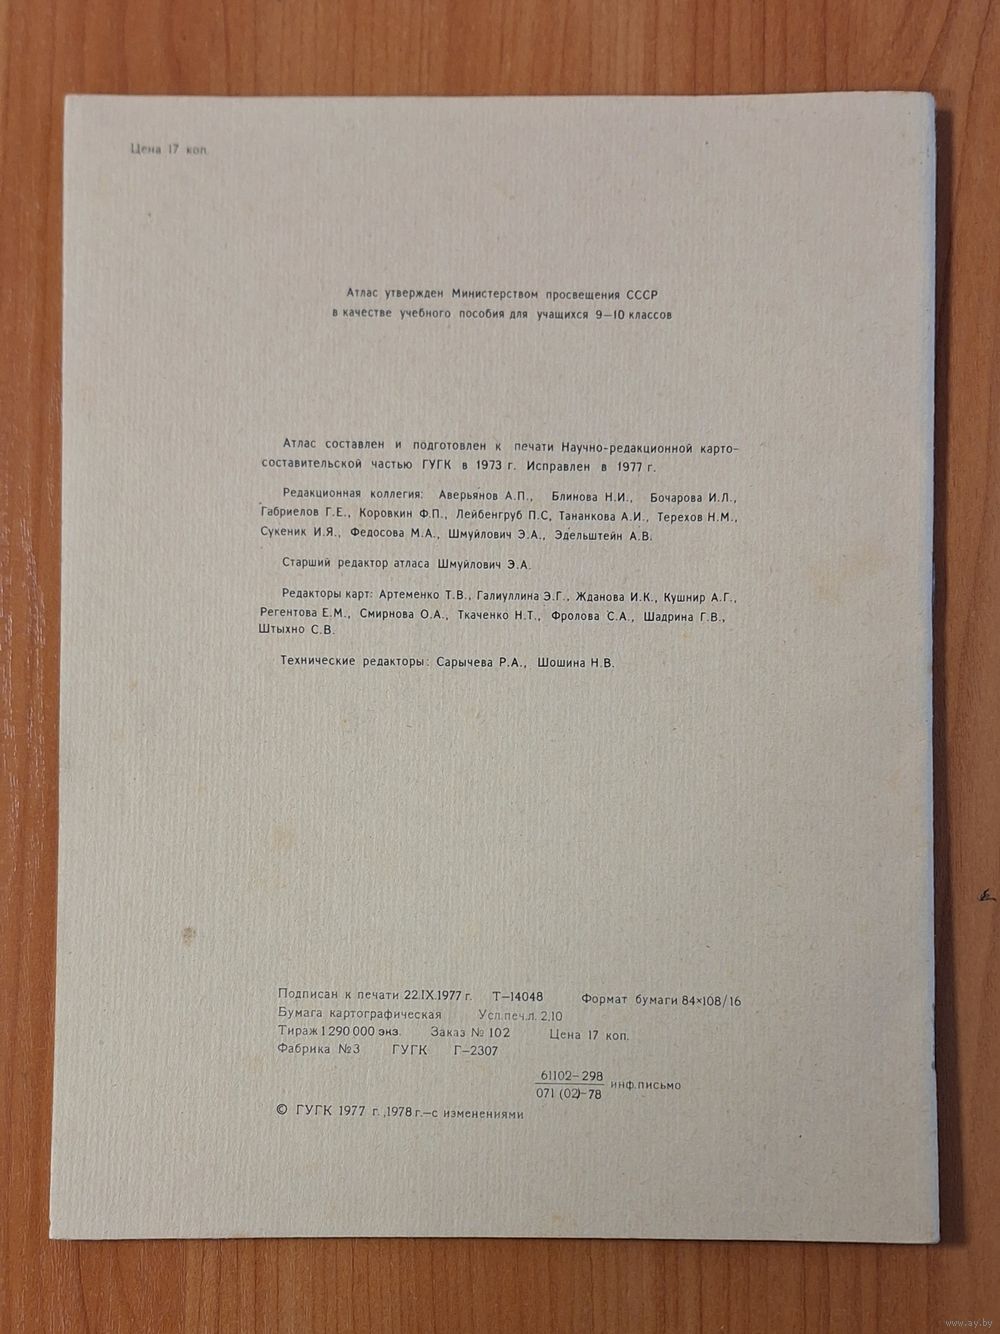 Цена 17 коп.
Атлас утвержден Министерством просвещения СССР
в качестве учебного пособия для учащихся 9—10 классов
Атлас составлен и подготовлен к печати Научно-редакционной карто-
составительской частью ГУГК в 1973 г. Исправлен в 1977 г.
Редакционная коллегия: Аверьянов А.П., Блинова Н.И., Бочарова И.Л.,
Габриелов Г.Е., Коровкин Ф.П., Лейбенгруб П.С, Тананкова А.И., Терехов Н.М.,
Сукеник И.Я., Федосова М.А., Шмуйлович Э.А., Эдельштейн А.В.
Старший редактор атласа Шмуйлович Э.А.
Редакторы карт: Артеменко Т.В., Галиуллина Э.Г., Жданова И.К., Кушнир А.Г.,
Регентова Е.М., Смирнова О.А., Ткаченко Н.Т., Фролова С.А., Шадрина Г.В.,
Штыхно С.В.
Технические редакторы: Сарычева Р.А., Шошина Н.В.
Подписан к печати 22.IX.1977 г. Т—14048 Формат бумаги 84×108/16
Бумага картографическая Усл.печ.л. 2,10
Тираж 1 290 000 экз. Заказ № 102 Цена 17 коп.
Фабрика №3 ГУГК Г—2307
61102—298
071 (02)—78 инф.письмо
© ГУГК 1977 г.,1978 г.—с изменениями
www.ay.by